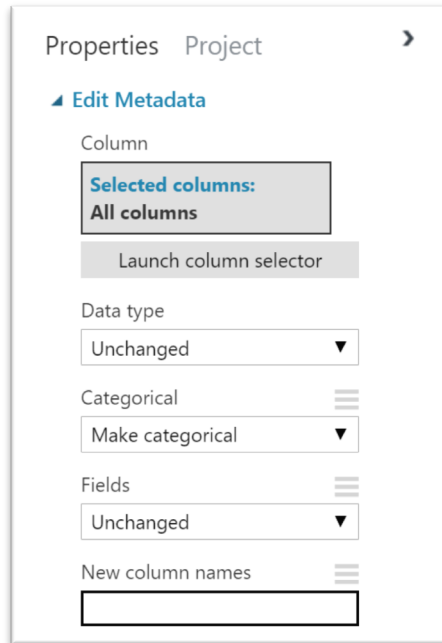 Properties Project
Edit Metadata
Column
Selected columns:
All columns
Launch column selector
Data type
Unchanged
Categorical
Make categorical
Fields
Unchanged
New column names